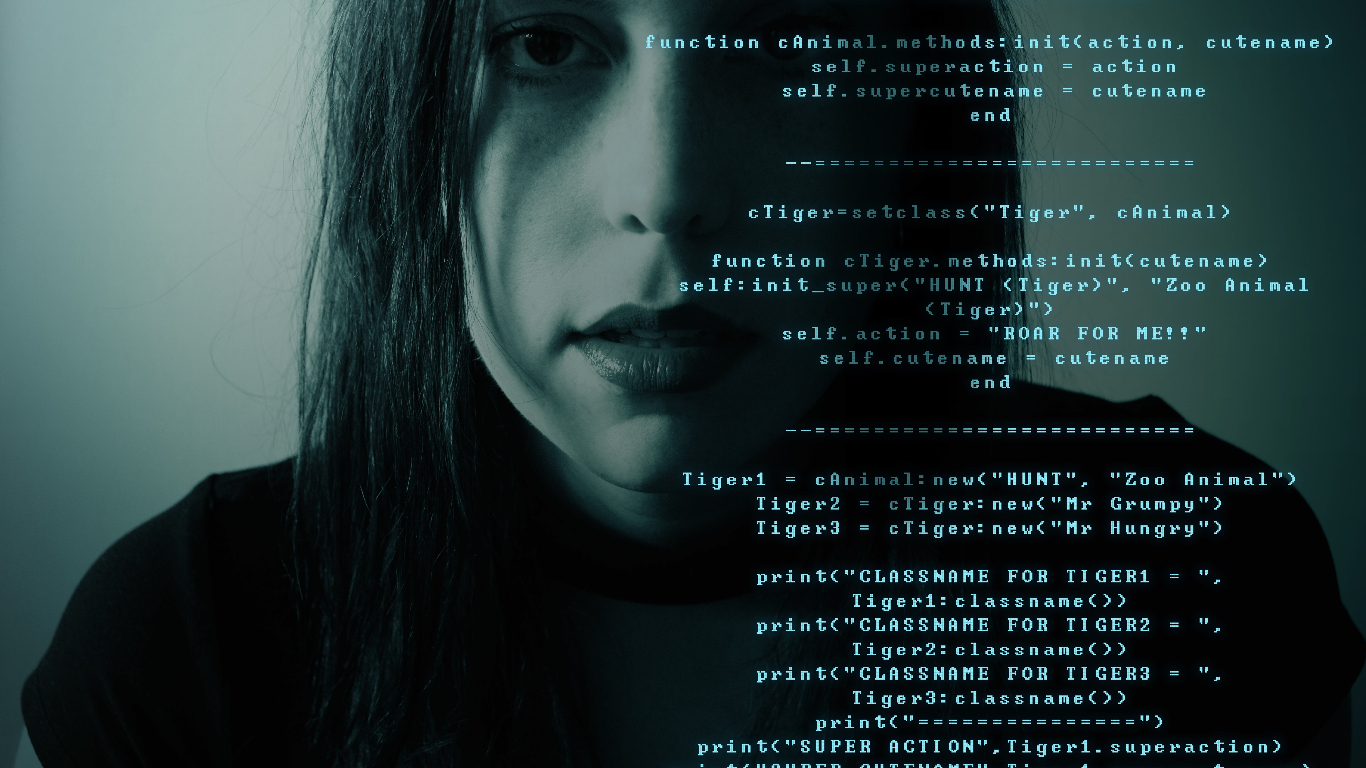 function cAnimal.methods:init(action, cutename)
self.superaction = action
self.supercutename = cutename
end
--==========================
cTiger=setclass("Tiger", cAnimal)
function cTiger.methods:init(cutename)
self:init_super("HUNT (Tiger)", "Zoo Animal
(Tiger)")
self.action = "ROAR FOR ME!!"
self.cutename = cutename
end
--==========================
Tiger1 = cAnimal:new("HUNT", "Zoo Animal")
Tiger2 = cTiger:new("Mr Grumpy")
Tiger3 = cTiger:new("Mr Hungry")
print("CLASSNAME FOR TIGER1 = ",
Tiger1:classname())
print("CLASSNAME FOR TIGER2 = ",
Tiger2:classname())
print("CLASSNAME FOR TIGER3 = ",
Tiger3:classname())
print("===============")
print("SUPER ACTION",Tiger1.superaction)